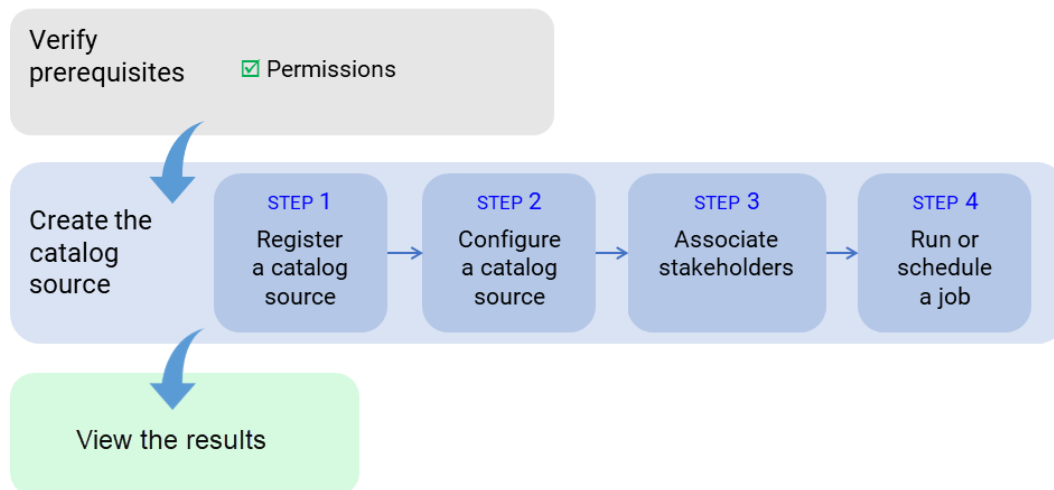 Verify
prerequisites
Permissions
Create the
catalog
source
STEP 1
Register
a catalog
source
STEP 2
Configure
a catalog
source
STEP 3
Associate
stakeholders
STEP 4
Run or
schedule
a job
View the results